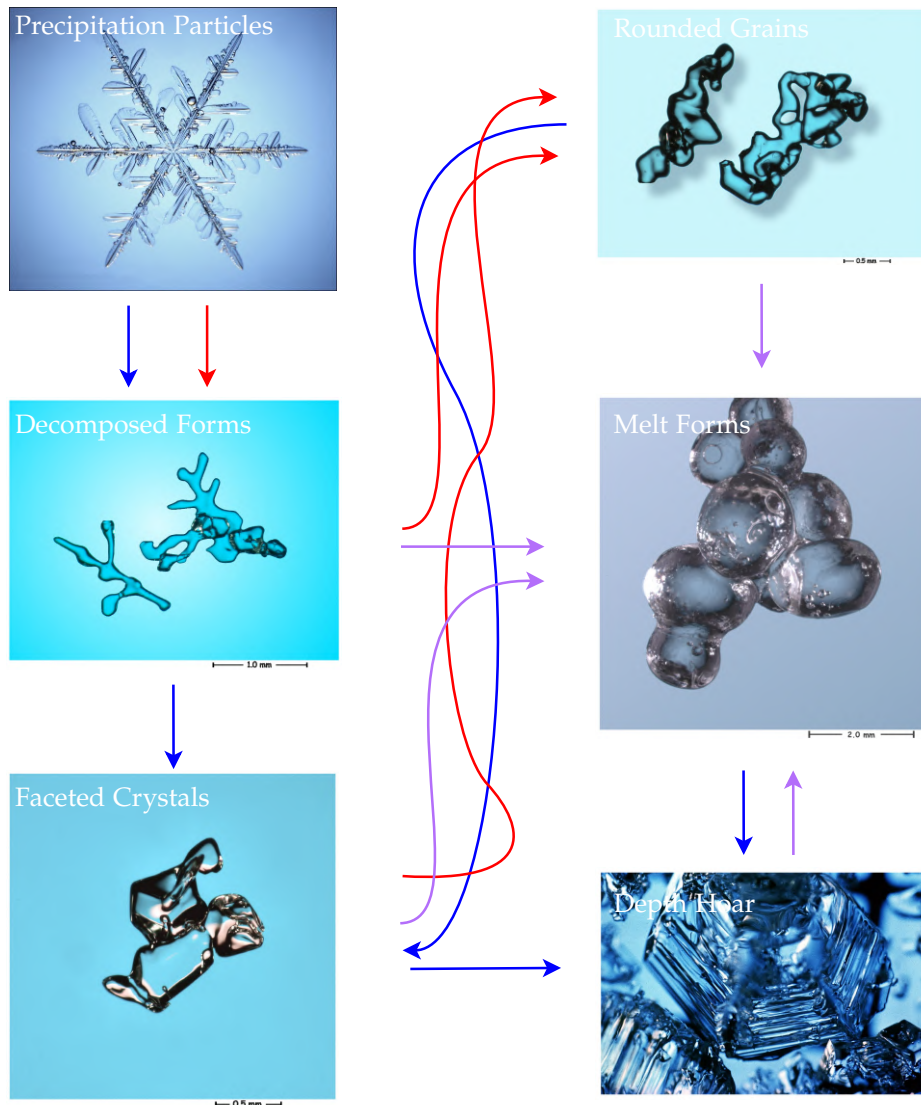 Precipitation Particles
Rounded Grains
0.5 mm
Decomposed Forms
Melt Forms
1.0 mm
2.0 mm
Faceted Crystals
Depth Hoar
0.5 mm